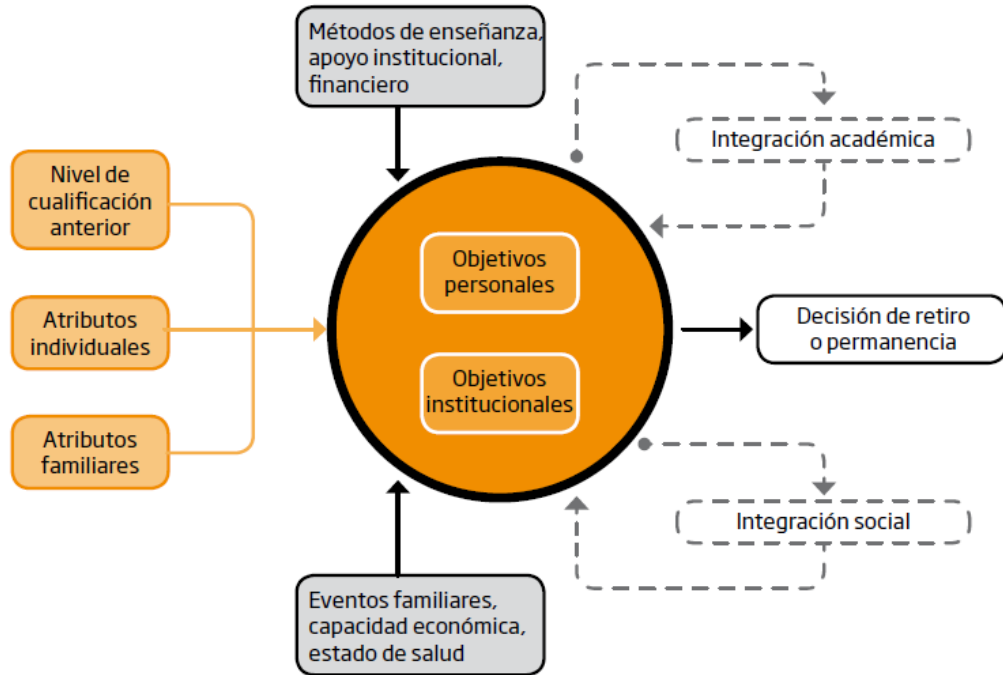 Métodos de enseñanza,
apoyo institucional,
financiero
Integración académica
Nivel de
cualificación
anterior
Objetivos
personales
Atributos
individuales
Decisión de retiro
o permanencia
Objetivos
institucionales
Atributos
familiares
Integración social
Eventos familiares,
capacidad económica,
estado de salud